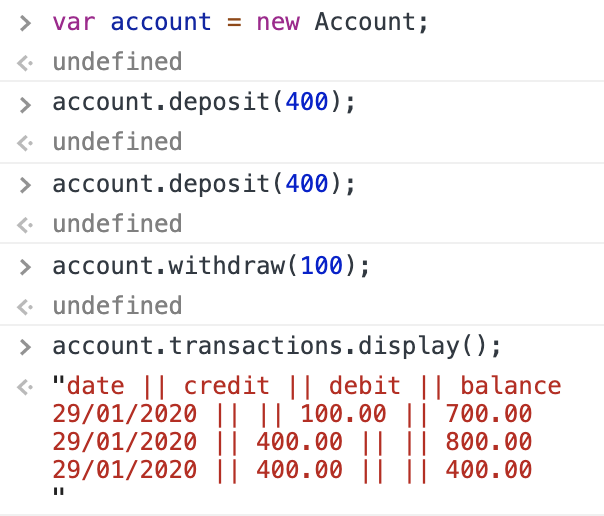 > var account = new Account;
undefined
> account.deposit(400);
undefined
> account.deposit(400);
undefined
> account.withdraw(100);
undefined
> account.transactions.display();
"date || credit || debit || balance
29/01/2020 || || 100.00 || 700.00
29/01/2020 || 400.00 || || 800.00
29/01/2020 || 400.00 || || 400.00
"